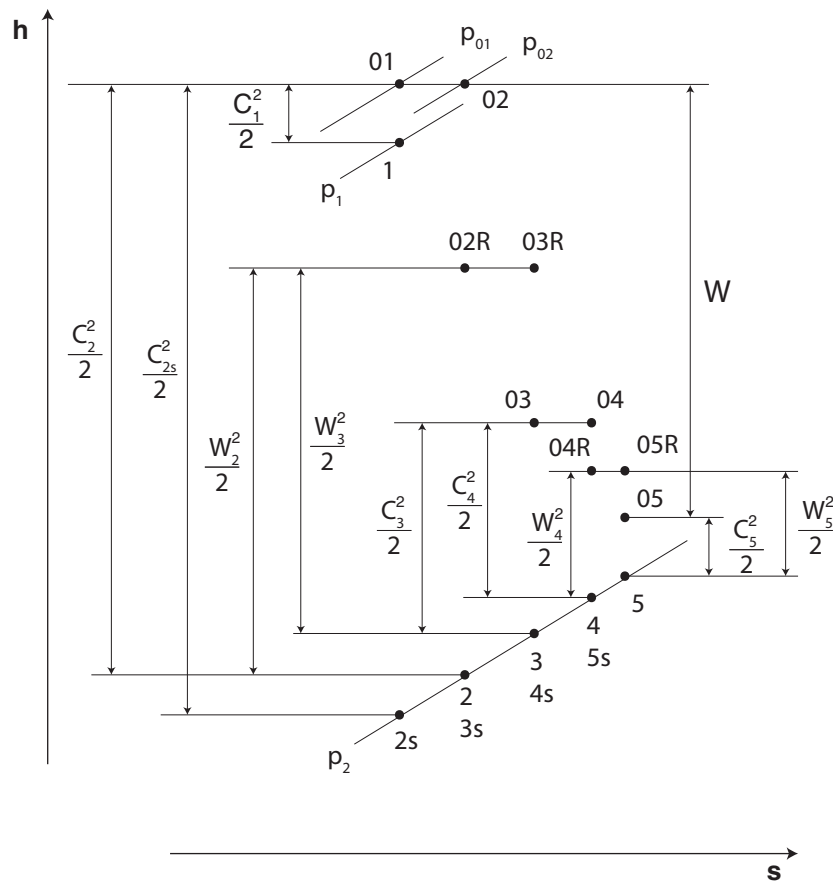 h
p₀₁
p₀₂
01
02
C₁²/2
1
p₁
02R 03R
W
C₂²/2
C₂ₛ²/2
W₂²/2
W₃²/2
03 04
04R 05R
C₃²/2
C₄²/2
W₄²/2
05
C₅²/2
W₅²/2
5
4
5s
3
4s
2
3s
2s
p₂
s